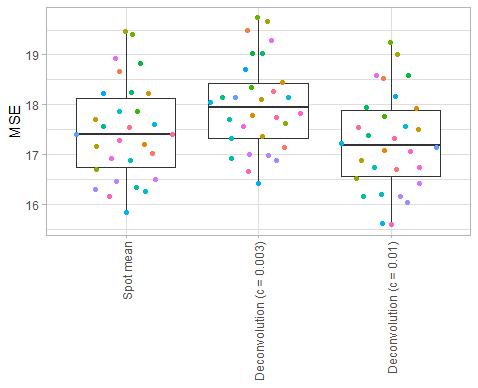 MSE
19
18
17
16
Spot mean
Deconvolution (c = 0.003)
Deconvolution (c = 0.01)